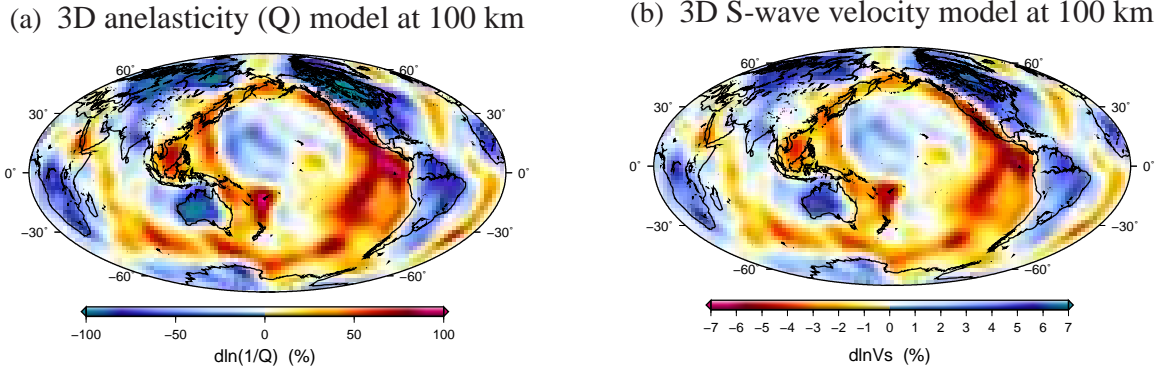 (a) 3D anelasticity (Q) model at 100 km
(b) 3D S-wave velocity model at 100 km
60˚ 60˚
30˚ 30˚
0˚ 0˚
−30˚ −30˚
−60˚ −60˚
−100 −50 0 50 100
dln(1/Q) (%)
60˚ 60˚
30˚ 30˚
0˚ 0˚
−30˚ −30˚
−60˚ −60˚
−7 −6 −5 −4 −3 −2 −1 0 1 2 3 4 5 6 7
dlnVs (%)